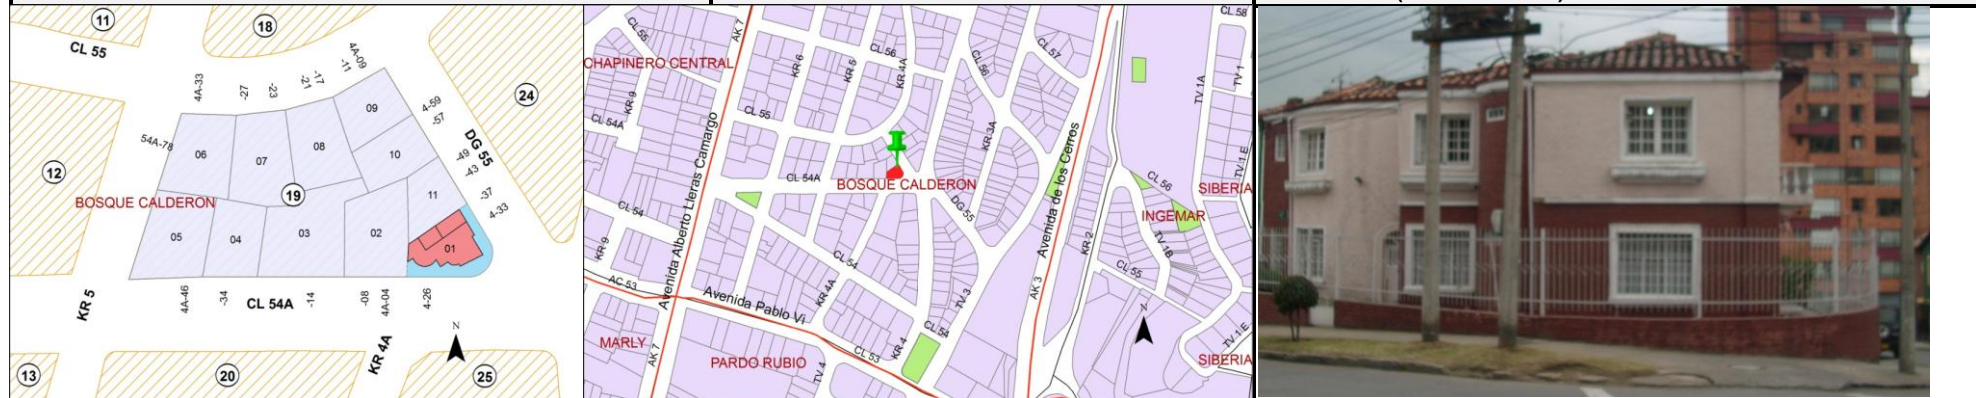 11
18
CL 55
24
12
4A-33
-27
-23
-21
-17
-11
4A-09
4-59
-57
DG 55
-49
-43
-37
4-33
54A-78
06
07
08
09
10
11
19
BOSQUE CALDERON
05
04
03
02
01
KR 5
4A-46
-34
CL 54A
-14
-08
4A-04
4-26
KR 4A
N
13
20
25
CL 55
AK 7
CHAPINERO CENTRAL
KR 9
CL 54A
KR 6
KR 5
CL 56
KR 4A
CL 56
CL 57
CL 58
TV 1A
TV 1
CL 55
KR 3A
Avenida Alberto Lleras Camargo
Avenida de los Cerros
CL 54A
BOSQUE CALDERON
DG 55
CL 54
KR 9
AC 53
Avenida Pablo Vi
CL 54
KR 4A
TV 3
CL 54
KR 4
CL 53
TV 4
MARLY
AK 7
PARDO RUBIO
AK 3
KR 2
CL 56
SIBERIA
TV 1 E
INGEMAR
TV 1B
CL 55
N
TV 1 E
SIBERIA